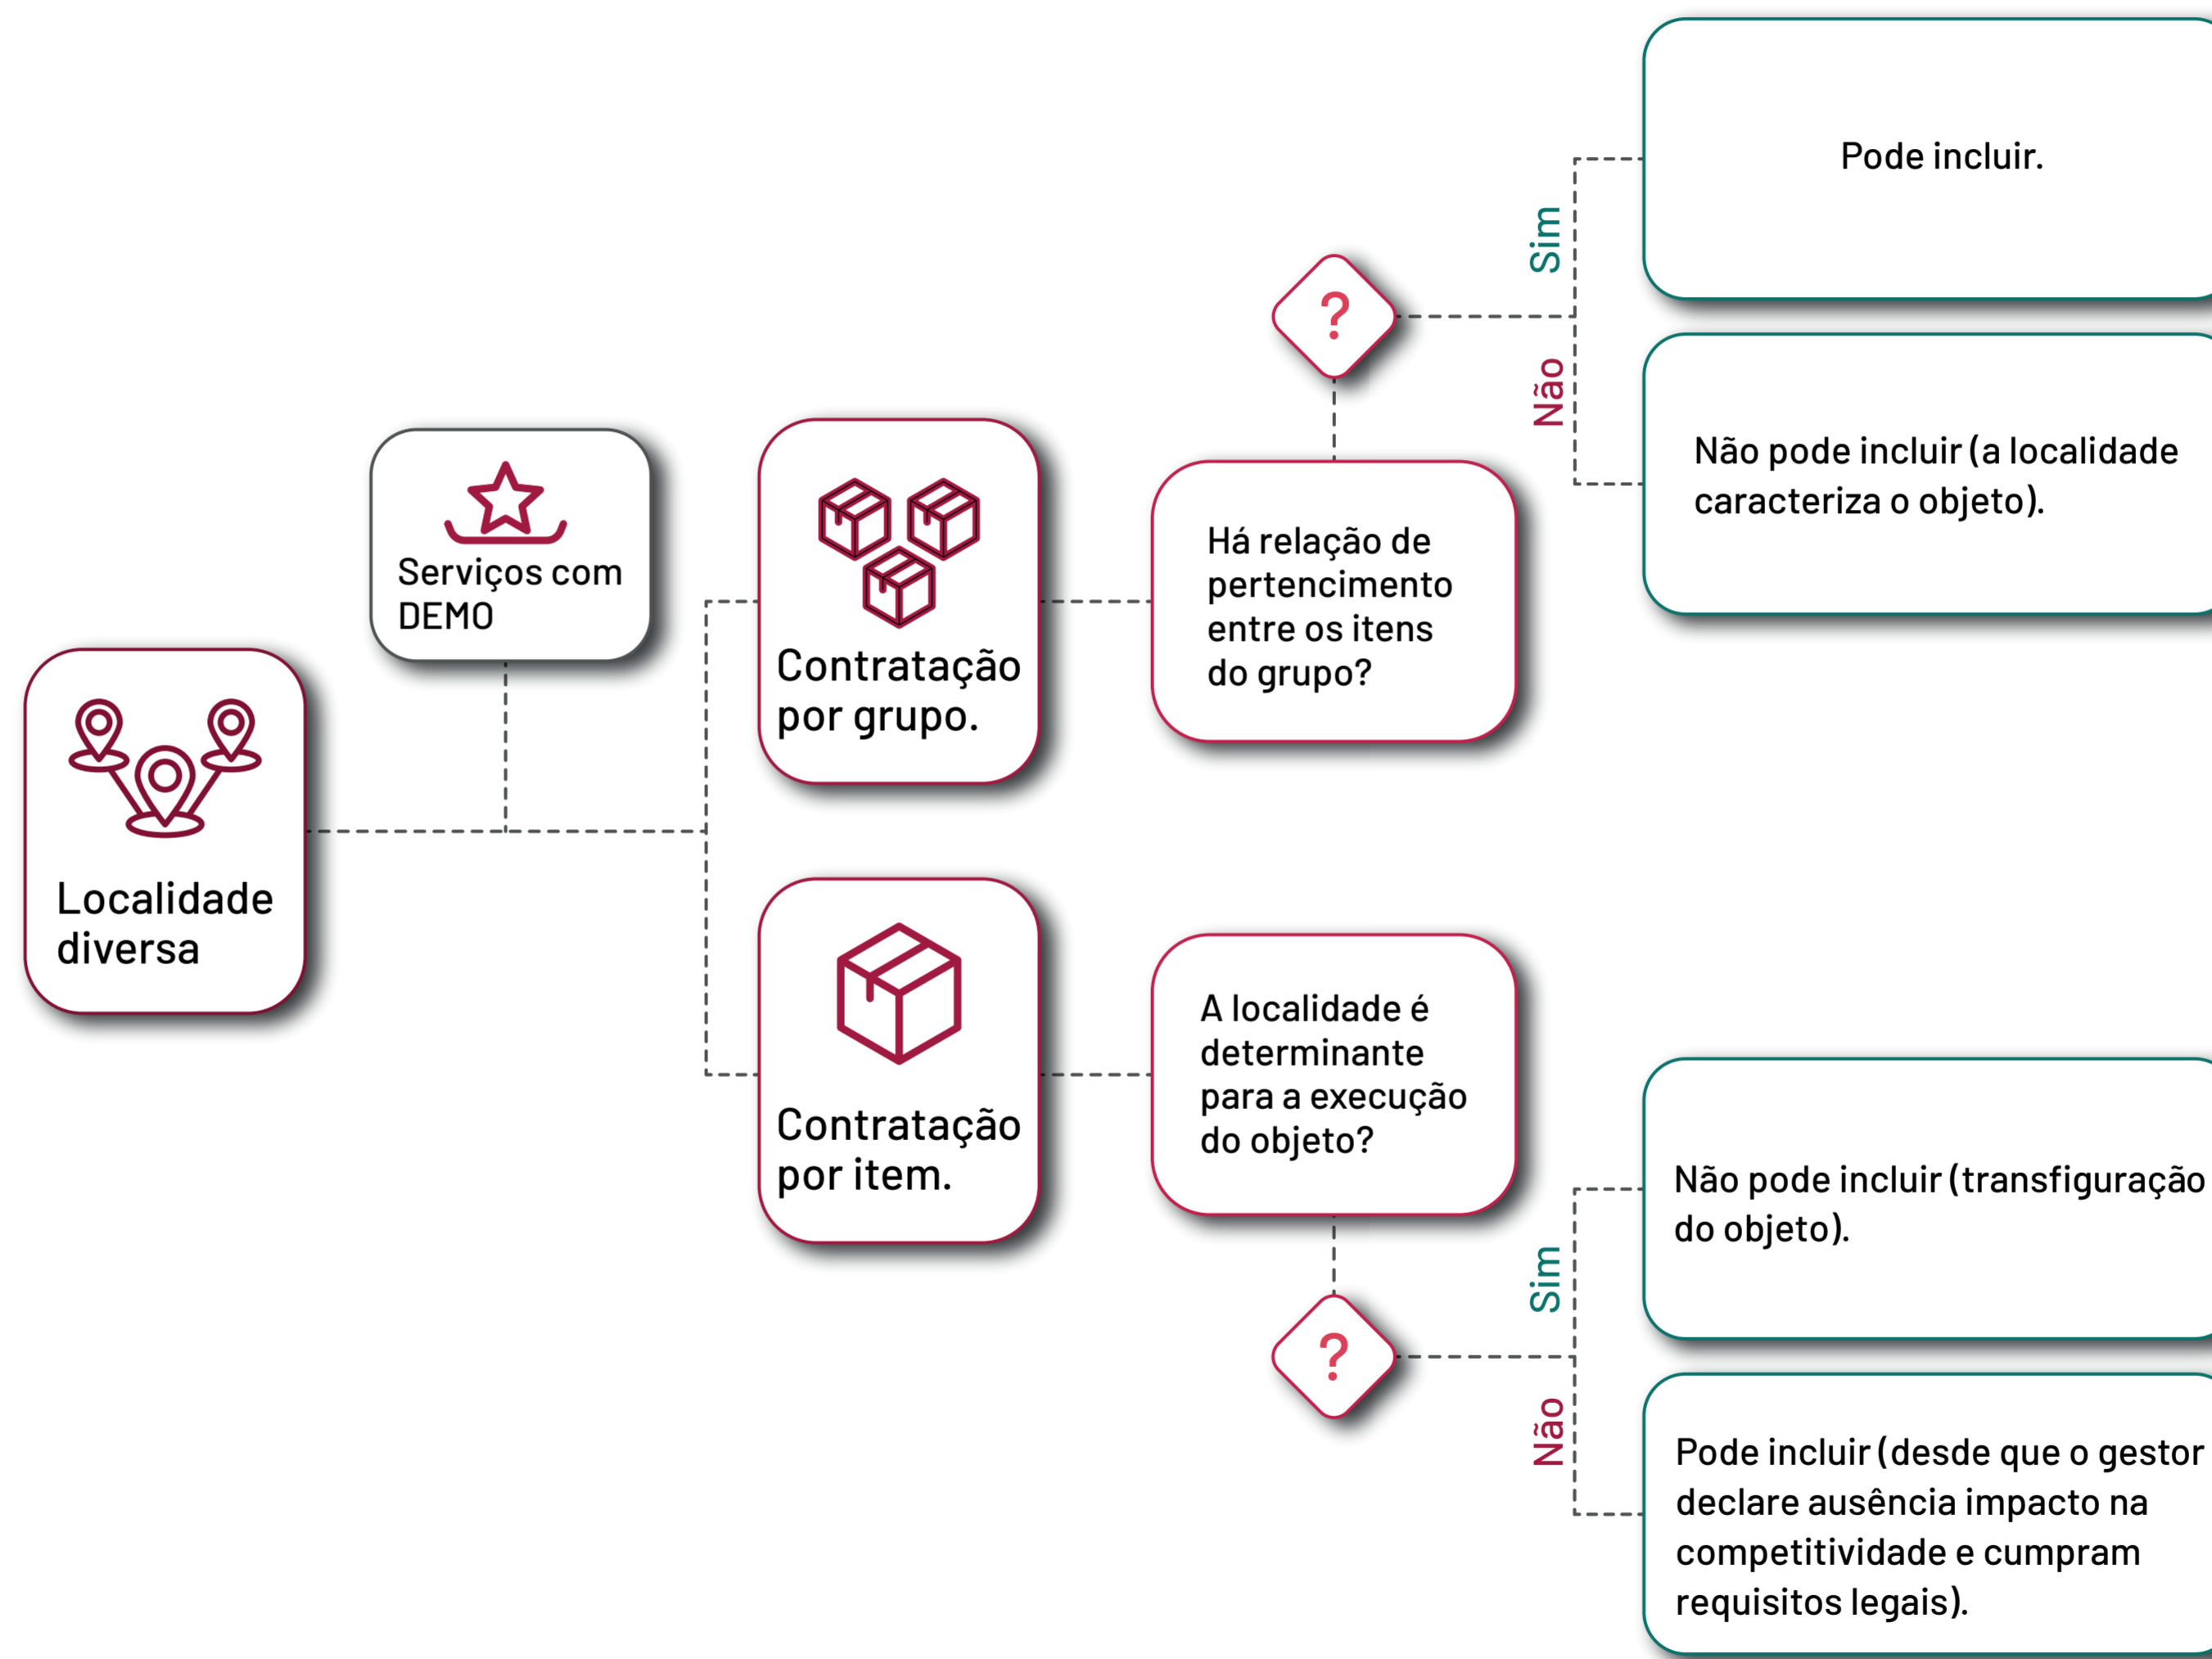 Localidade
diversa
Serviços com
DEMO
Contratação
por grupo.
Há relação de
pertencimento
entre os itens
do grupo?
?
Sim
Pode incluir.
Não
Não pode incluir (a localidade
caracteriza o objeto).
Contratação
por item.
A localidade é
determinante
para a execução
do objeto?
?
Sim
Não pode incluir (transfiguração
do objeto).
Não
Pode incluir (desde que o gestor
declare ausência impacto na
competitividade e cumpram
requisitos legais).